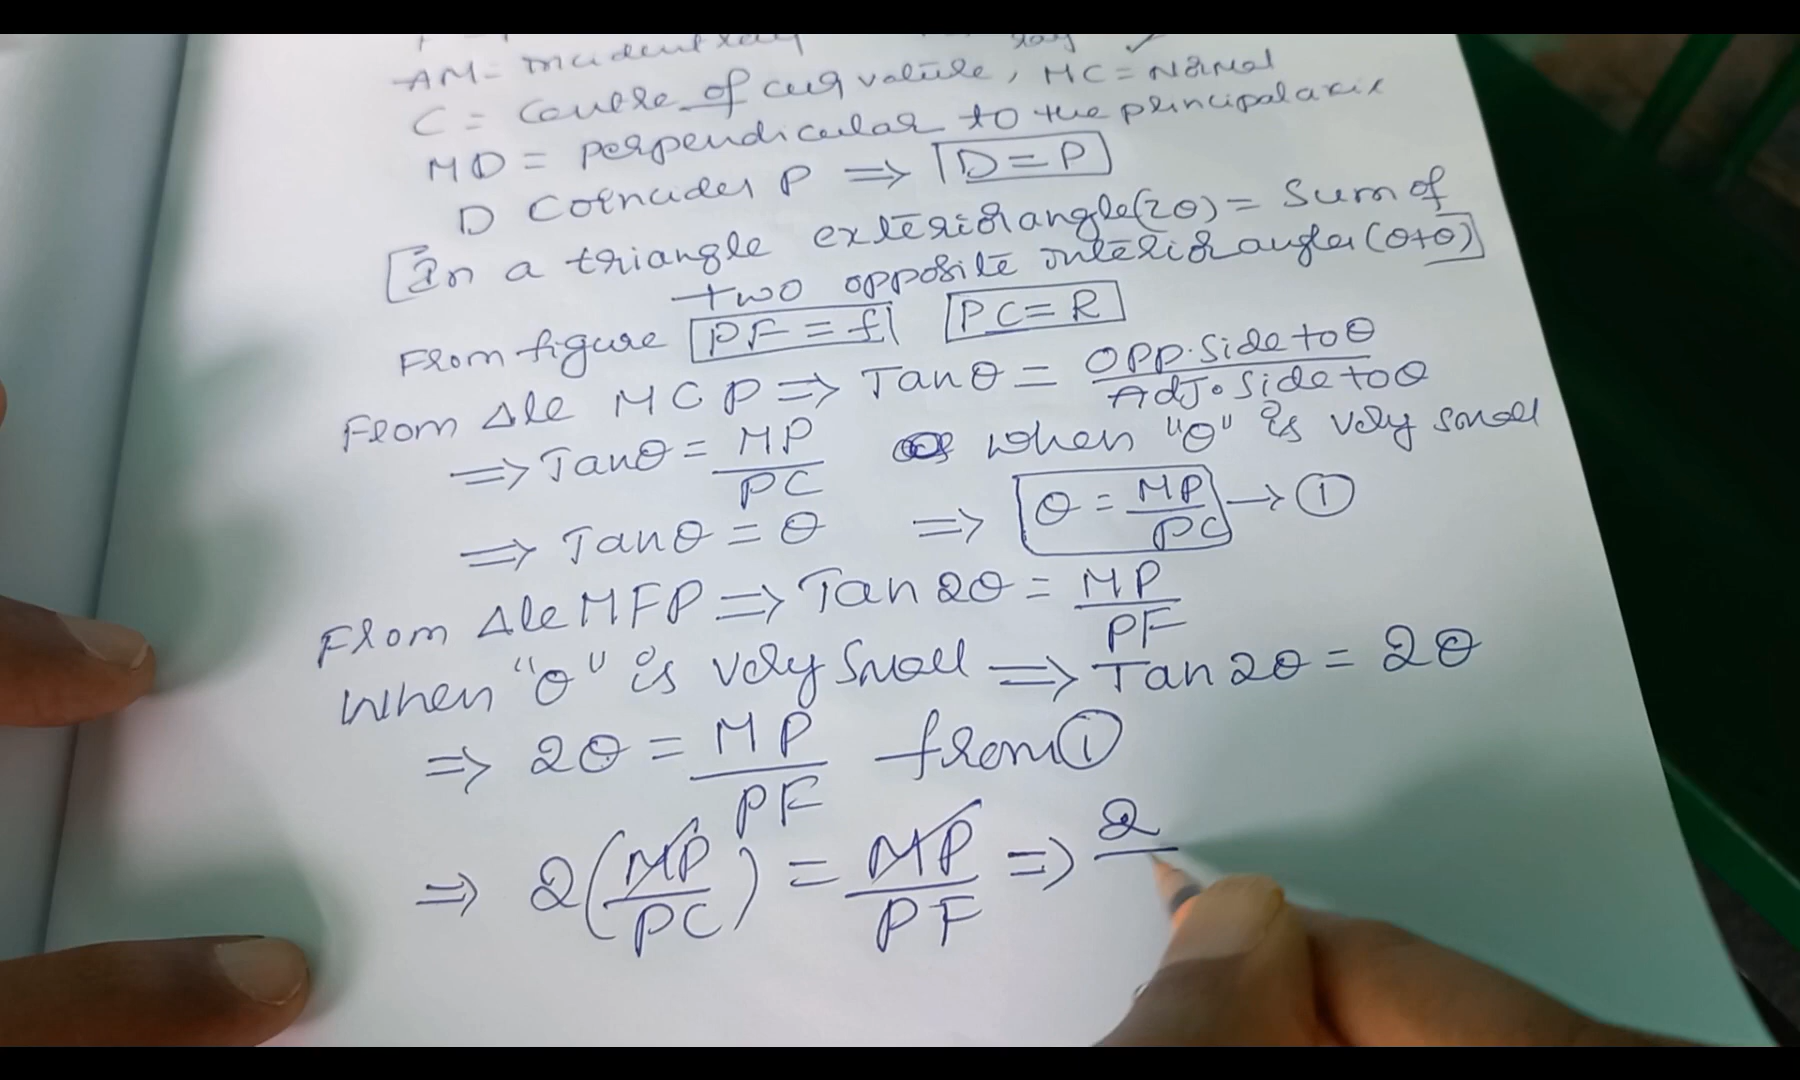 AM = incident ray ray ✓
C = Centre of curvature, MC = Normal
MD = perpendicular to the principal axis
D Coincides P ⇒ D = P
[In a triangle exterior angle(2θ) = Sum of
two opposite interior angles (θ+θ)]
From figure PF = f PC = R
From Δle MCP ⇒ Tanθ = Opp. Side to θ / Adj. Side to θ
⇒ Tanθ = MP / PC when "θ" is very small
⇒ Tanθ = θ ⇒ θ = MP / PC → ①
From Δle MFP ⇒ Tan 2θ = MP / PF
When "θ" is very Small ⇒ Tan 2θ = 2θ
⇒ 2θ = MP / PF from ①
⇒ 2(MP / PC) = MP / PF ⇒ 2